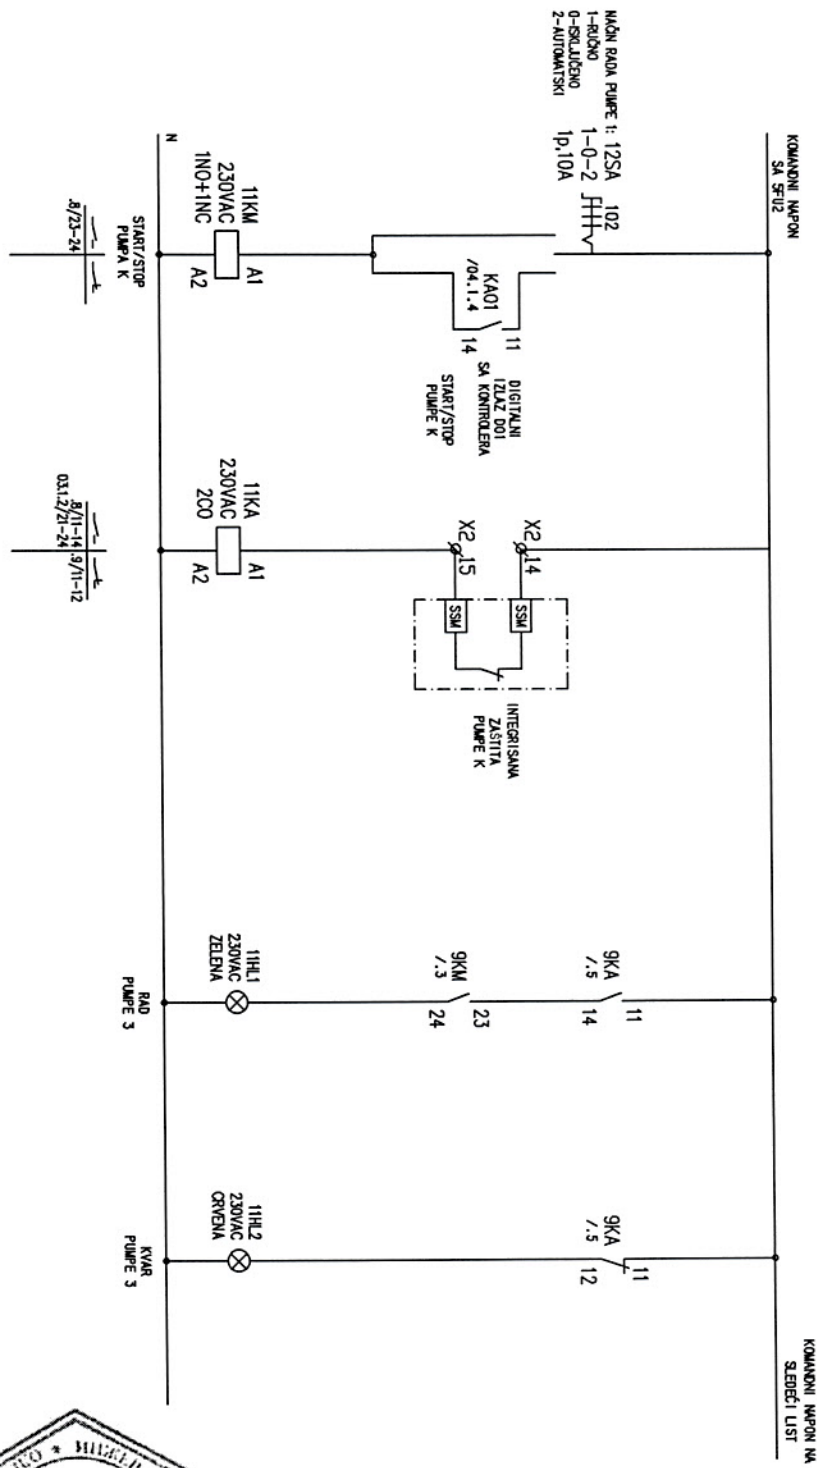 KOMANDNI NAPON
SA 5FU2
KOMANDNI NAPON NA
SLEDEĆI LIST
NAČIN RADA PUMPE 1:
1-RUČNO
0-ISKLJUČENO
2-AUTOMATSKI
12SA
1-0-2
1p,10A
102
KA01
/04.1.4
11
14
DIGITALNI
IZLAZ DO1
SA KONTROLERA
START/STOP
PUMPE K
11KM
230VAC
1NO+1NC
A1
A2
N
START/STOP
PUMPA K
.8/23-24
X2
14
X2
15
SSM
SSM
INTEGRISANA
ZAŠTITA
PUMPE K
11KA
230VAC
2CO
A1
A2
.8/11-14
.9/11-12
03.1.2/21-24
9KA
/.5
11
14
9KM
/.3
23
24
11HL1
230VAC
ZELENA
RAD
PUMPE 3
9KA
/.5
11
12
11HL2
230VAC
CRVENA
KVAR
PUMPE 3